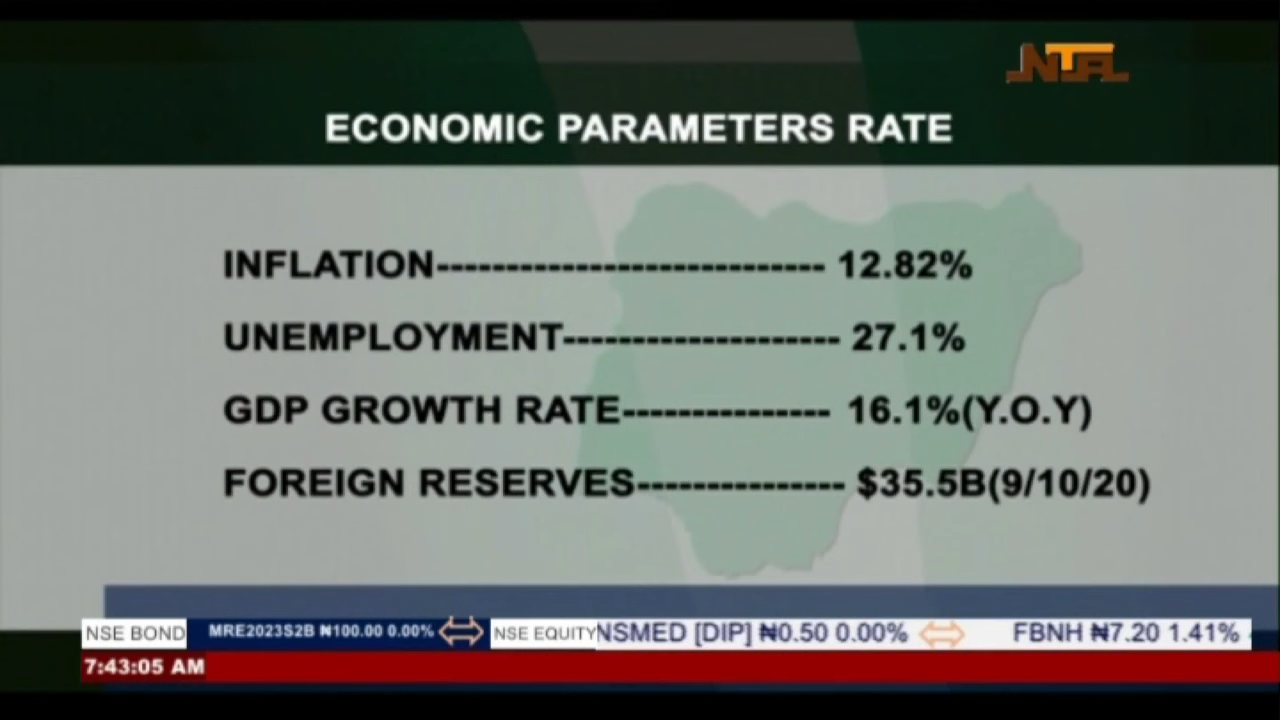 NTA
ECONOMIC PARAMETERS RATE
INFLATION---------------------------- 12.82%
UNEMPLOYMENT-------------------- 27.1%
GDP GROWTH RATE--------------- 16.1%(Y.O.Y)
FOREIGN RESERVES--------------- $35.5B(9/10/20)
NSE BOND MRE2023S2B ₦100.00 0.00% NSE EQUITY NSMED [DIP] ₦0.50 0.00% FBNH ₦7.20 1.41%
7:43:05 AM